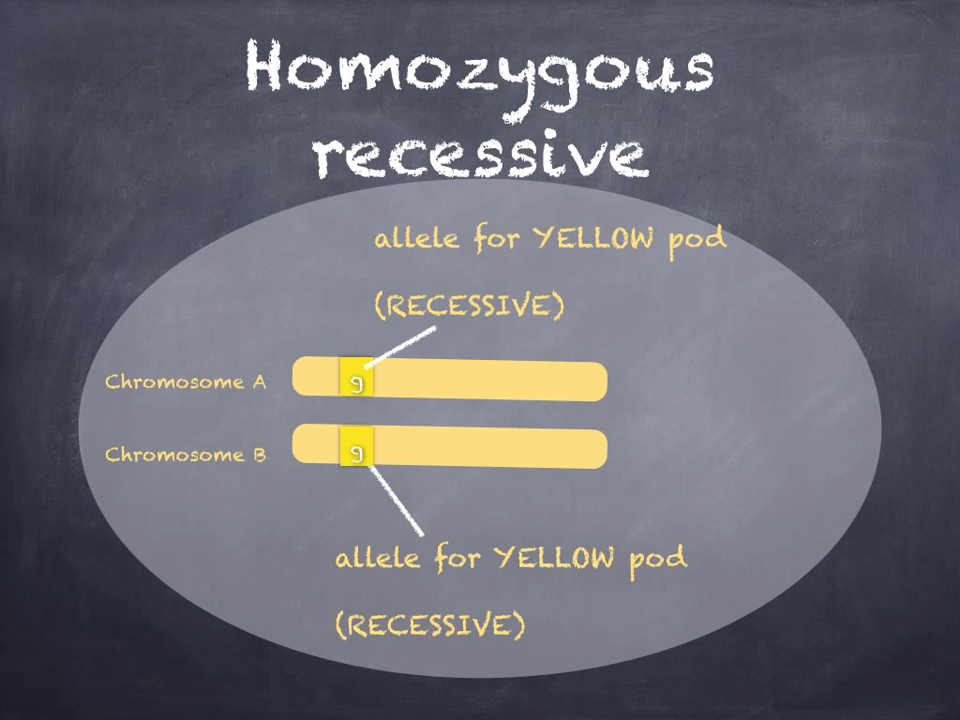 Homozygous
recessive
allele for YELLOW pod
(RECESSIVE)
Chromosome A
g
Chromosome B
g
allele for YELLOW pod
(RECESSIVE)